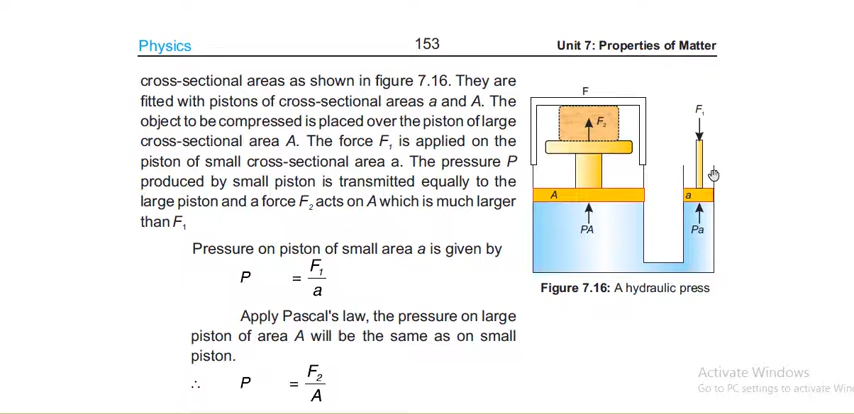 Physics 153 Unit 7: Properties of Matter
cross-sectional areas as shown in figure 7.16. They are
fitted with pistons of cross-sectional areas a and A. The
object to be compressed is placed over the piston of large
cross-sectional area A. The force F₁ is applied on the
piston of small cross-sectional area a. The pressure P
produced by small piston is transmitted equally to the
large piston and a force F₂ acts on A which is much larger
than F₁
Pressure on piston of small area a is given by
P = F₁/a
Apply Pascal's law, the pressure on large
piston of area A will be the same as on small
piston.
∴ P = F₂/A
F
F₂
F₁
A
a
PA
Pa
Figure 7.16: A hydraulic press
Activate Windows
Go to PC settings to activate Win